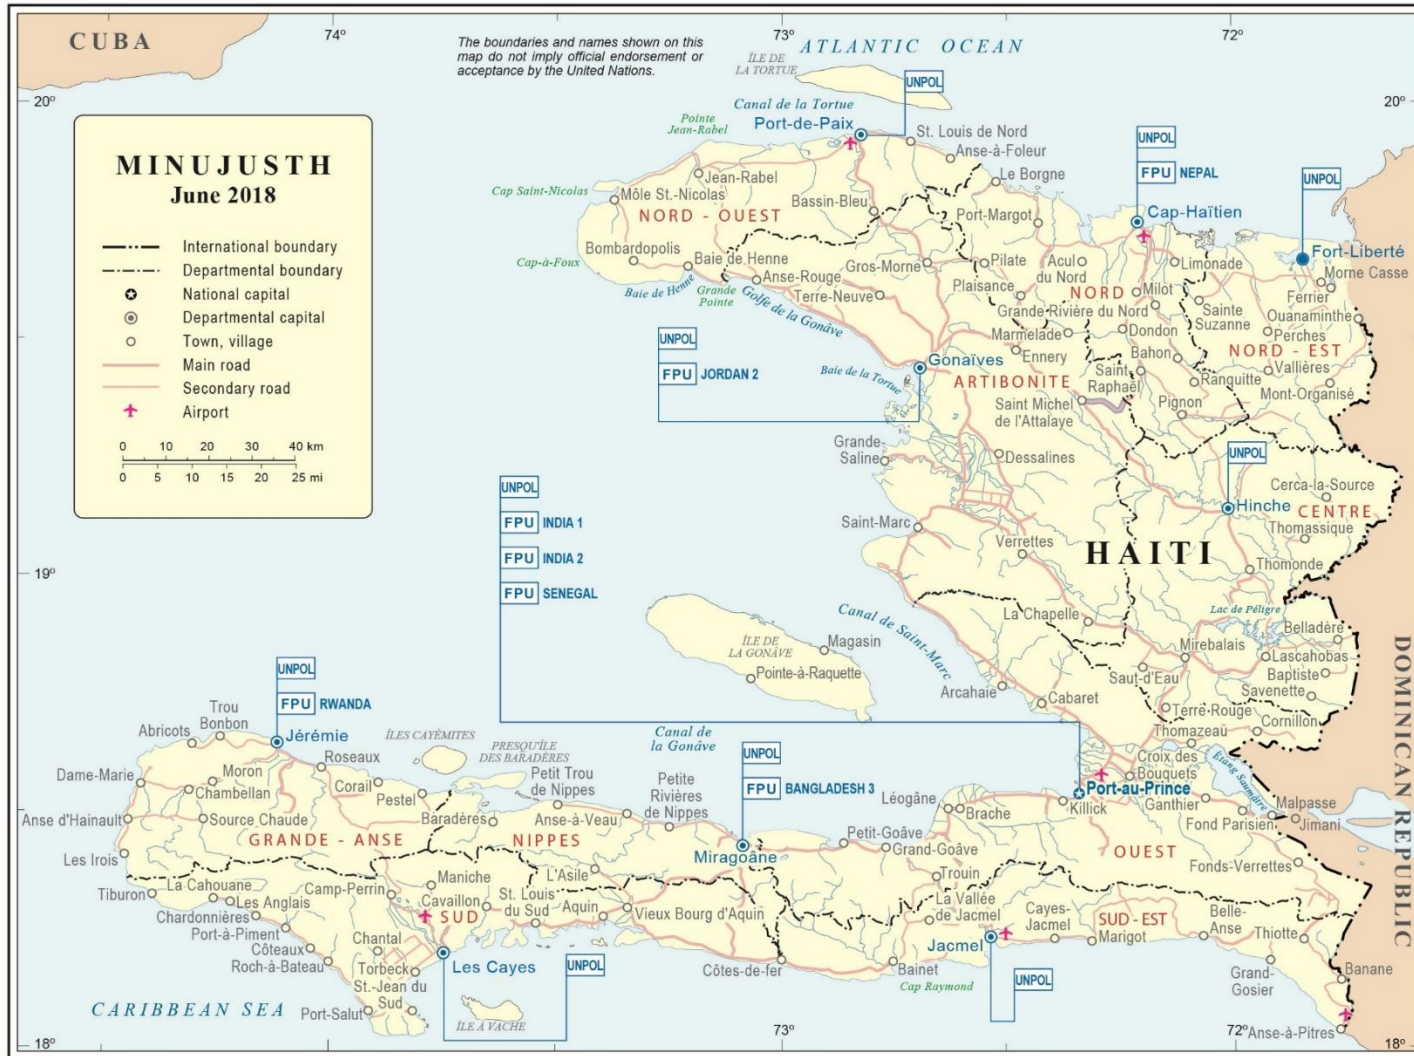 CUBA
74º
73º
72º
The boundaries and names shown on this
map do not imply official endorsement or
acceptance by the United Nations.
ATLANTIC OCEAN
ÎLE DE
LA TORTUE
20º
20º
UNPOL
Canal de la Tortue
Port-de-Paix
Pointe
Jean-Rabel
St. Louis de Nord
Anse-à-Foleur
Le Borgne
UNPOL
FPU NEPAL
UNPOL
MINUJUSTH
June 2018
International boundary
Departmental boundary
National capital
Departmental capital
Town, village
Main road
Secondary road
Airport
0 10 20 30 40 km
0 5 10 15 20 25 mi
Cap Saint-Nicolas
Jean-Rabel
Môle St.-Nicolas
NORD - OUEST
Bassin-Bleu
Port-Margot
Cap-Haïtien
Bombardopolis
Cap-à-Foux
Baie de Henne
Baie de Henne
Grande
Pointe
Anse-Rouge
Gros-Morne
Terre-Neuve
Golfe de la Gonâve
Pilate
Plaisance
Acul
du Nord
NORD
Limonade
Milot
Grande Rivière du Nord
Dondon
Fort-Liberté
Morne Casse
Ferrier
Sainte
Suzanne
Ouanaminthe
Perches
NORD - EST
Vallières
Mont-Organisé
Marmelade
Ennery
Bahon
Saint
Raphaël
Ranquitte
Pignon
UNPOL
FPU JORDAN 2
Gonaïves
Baie de la Tortue
ARTIBONITE
Saint Michel
de l'Attalaye
Grande-
Saline
Dessalines
UNPOL
Cerca-la-Source
Hinche
CENTRE
Thomassique
UNPOL
FPU INDIA 1
FPU INDIA 2
FPU SENEGAL
Saint-Marc
Verrettes
HAITI
Thomonde
19º
19º
Canal de Saint-Marc
La Chapelle
Lac de Péligre
Belladère
Mirebalais
Lascahobas
Saut-d'Eau
Baptiste
Savenette
ÎLE DE
LA GONÂVE
Magasin
Pointe-à-Raquette
Arcahaie
Cabaret
Terre-Rouge
Cornillon
Thomazeau
DOMINICAN REPUBLIC
UNPOL
FPU RWANDA
Trou
Bonbon
Abricots
Jérémie
ÎLES CAYÉMITES
Roseaux
PRESQU'ÎLE
DES BARADÈRES
Canal de
la Gonâve
UNPOL
FPU BANGLADESH 3
Croix des
Bouquets
Étang Saumâtre
Port-au-Prince
Dame-Marie
Moron
Chambellan
Corail
Pestel
Petit Trou
de Nippes
Petite
Rivières
de Nippes
Léogâne
Brache
Killick
Ganthier
Malpasse
Jimani
Fond Parisien
Anse d'Hainault
Source Chaude
Baradères
Anse-à-Veau
Petit-Goâve
Grand-Goâve
GRANDE - ANSE
NIPPES
Miragoâne
OUEST
Fonds-Verrettes
Les Irois
Tiburon
La Cahouane
Les Anglais
Camp-Perrin
Maniche
Cavaillon
L'Asile
St. Louis
du Sud
Aquin
Vieux Bourg d'Aquin
Trouin
La Vallée
de Jacmel
Chardonnières
Port-à-Piment
Côteaux
Roch-à-Bateau
SUD
Chantal
Torbeck
Les Cayes
UNPOL
Côtes-de-fer
Bainet
Cap Raymond
Jacmel
UNPOL
Cayes-
Jacmel
SUD-EST
Marigot
Belle-
Anse
Thiotte
Grand-
Gosier
Banane
Anse-à-Pitres
St.-Jean du
Sud
Port-Salut
ÎLE À VACHE
CARIBBEAN SEA
18º
73º
72º
18º